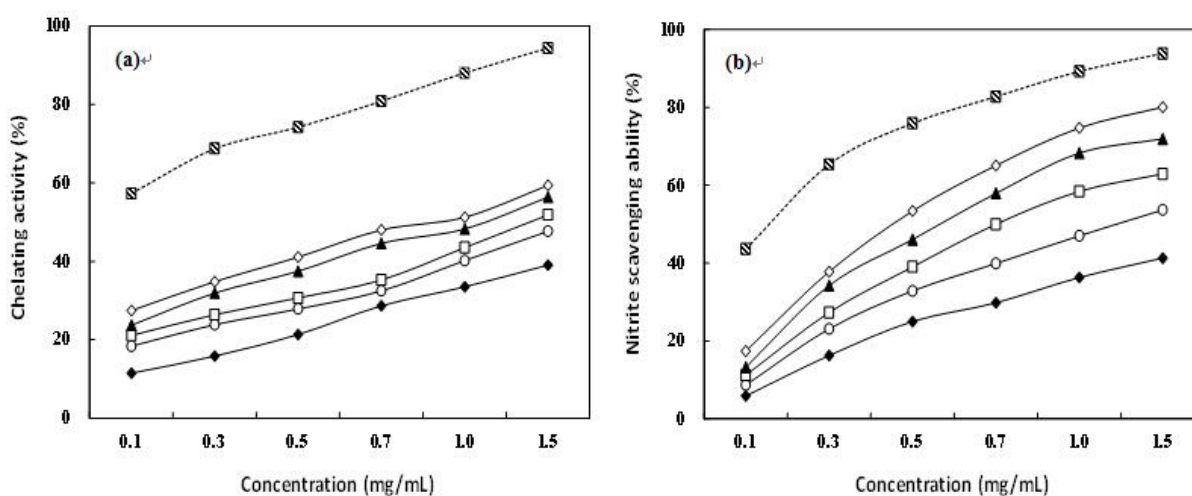 100
80
60
40
20
0
(a)↵
Chelating activity (%)
0.1 0.3 0.5 0.7 1.0 1.5
Concentration (mg/mL)
100
80
60
40
20
0
(b)↵
Nitrite scavenging ability (%)
0.1 0.3 0.5 0.7 1.0 1.5
Concentration (mg/mL)